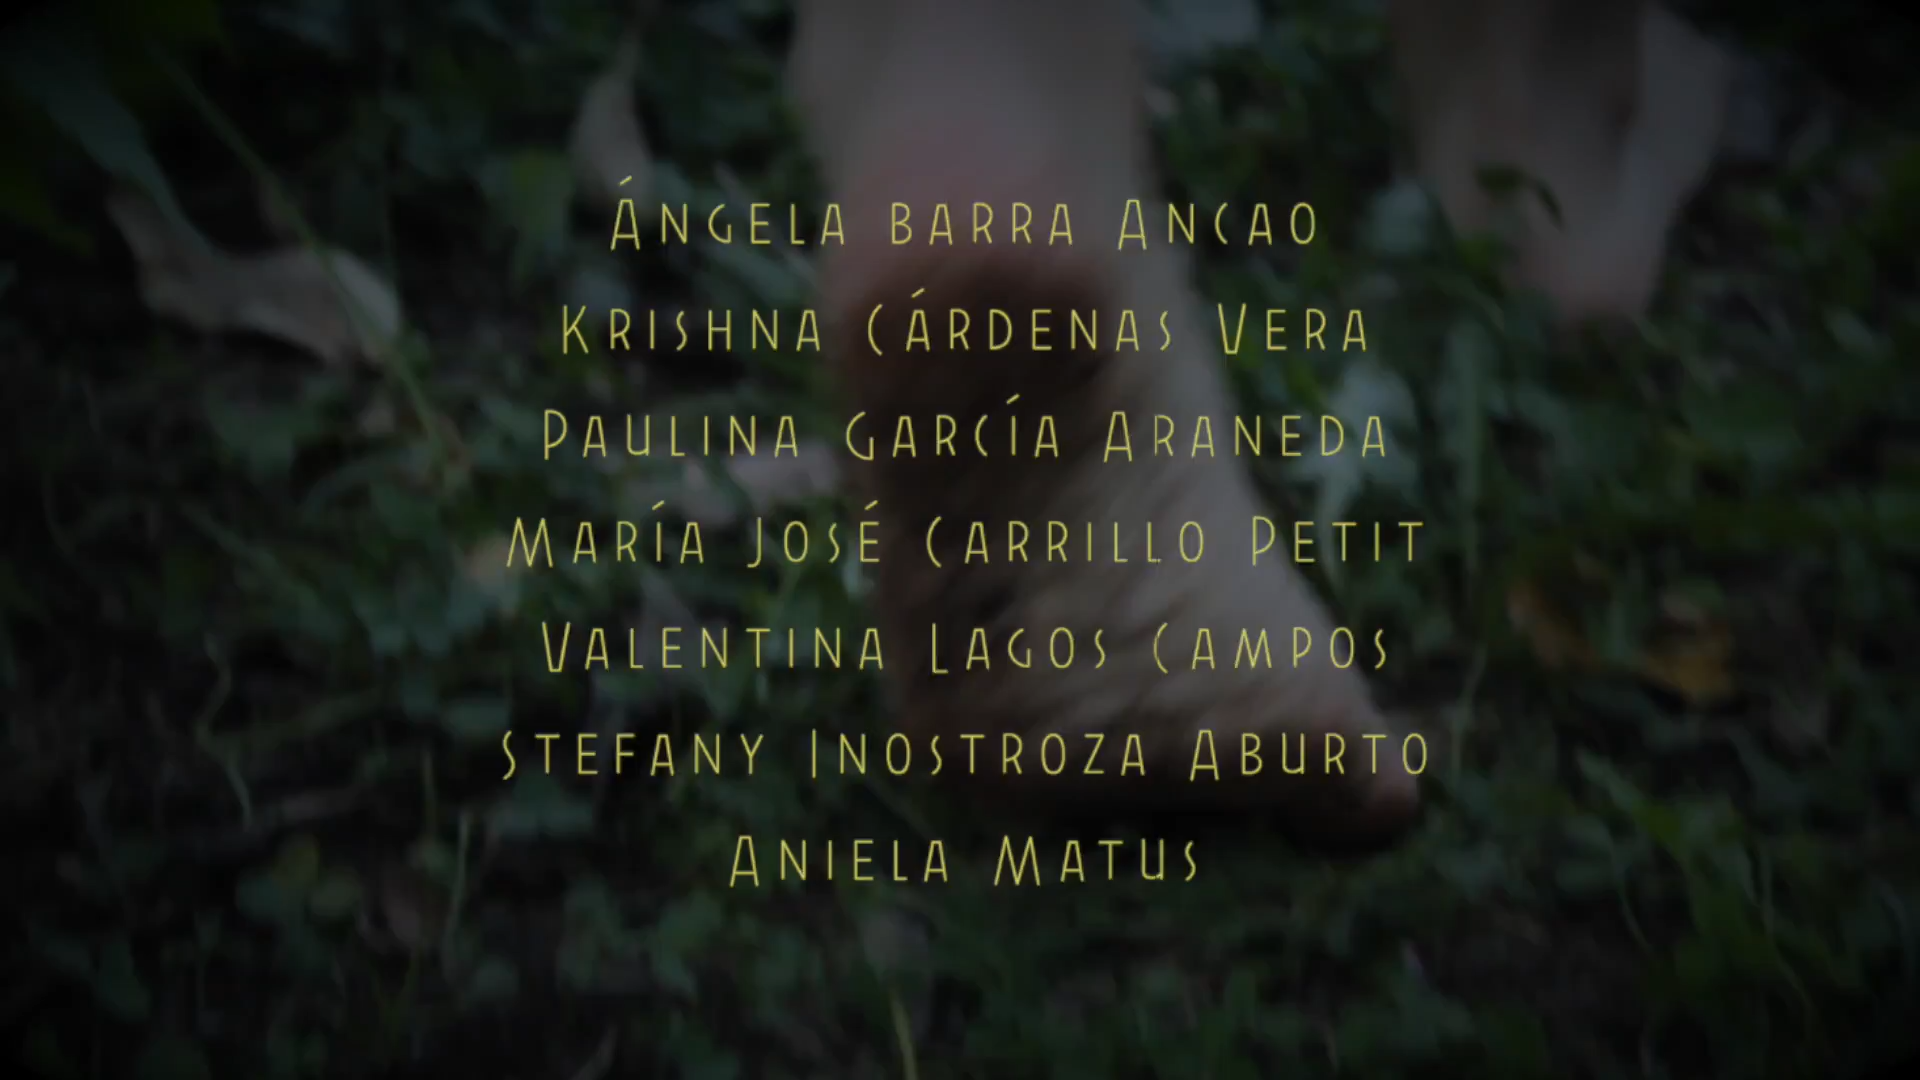 Ángela barra Ancao
Krishna Cárdenas Vera
Paulina García Araneda
María José Carrillo Petit
Valentina Lagos Campos
Stefany Inostroza Aburto
Aniela Matus